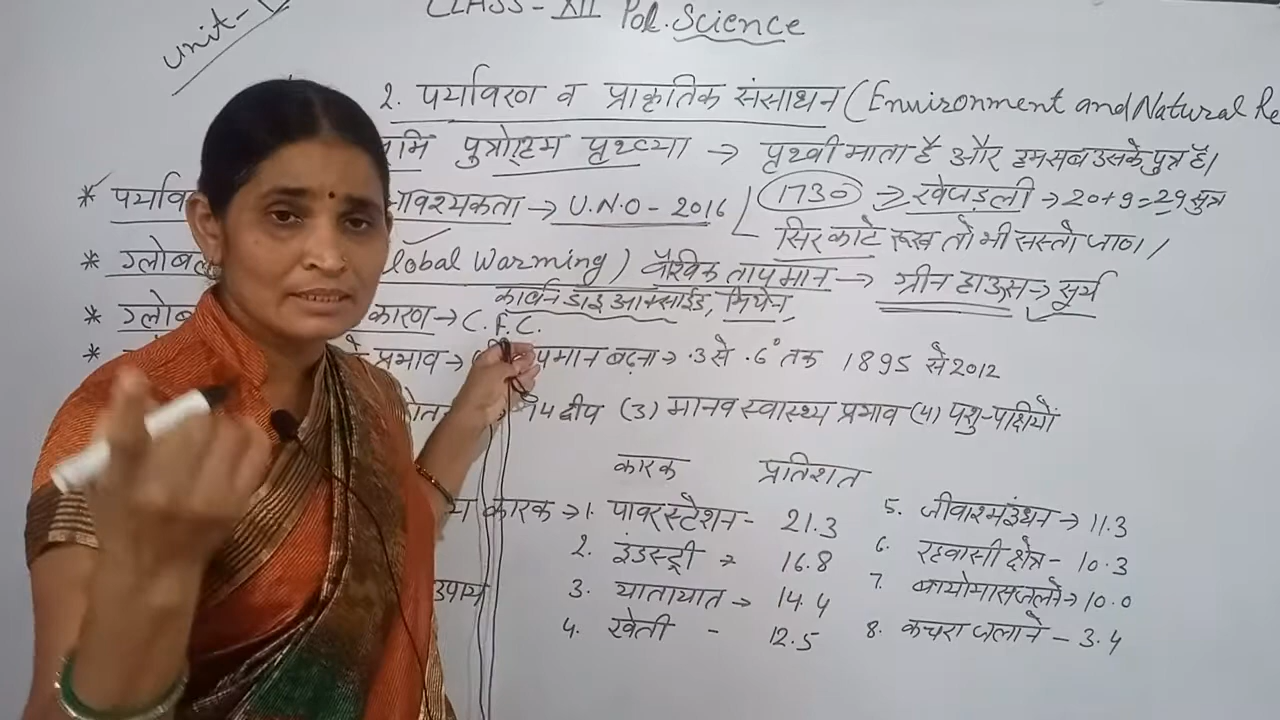 Unit-1
CLASS-XII Pol. Science
2. पर्यावरण व प्राकृतिक संसाधन (Environment and Natural Re
पुत्रोऽहम पृथ्व्या → पृथ्वी माता है और हम सब उसके पुत्र हैं।
* पर्याव वश्यकता → U.N.O - 2016 1730 ⇒ खेजड़ली → 20+9=29 सूत्र
सिर काटे रूख तो भी सस्तो जाण।
* ग्लोब lobal Warming) वैश्विक तापमान → ग्रीन हाउस → सूर्य
कार्बन डाइ आक्साईड, मिथेन,
* ग्लोब कारण → C.F.C.
* प्रभाव → पमान बढ़ना → .3 से .6° तक 1895 से 2012
14 द्वीप (3) मानव स्वास्थ्य प्रभाव (4) पशु-पक्षियों
कारक प्रतिशत
कारक → 1. पावर स्टेशन - 21.3 5. जीवाश्म इंधन → 11.3
2. इंडस्ट्री → 16.8 6. रहवासी क्षेत्र - 10.3
उपाय 3. यातायात → 14.4 7. बायोमास जलाने → 10.0
4. खेती - 12.5 8. कचरा जलाने - 3.4